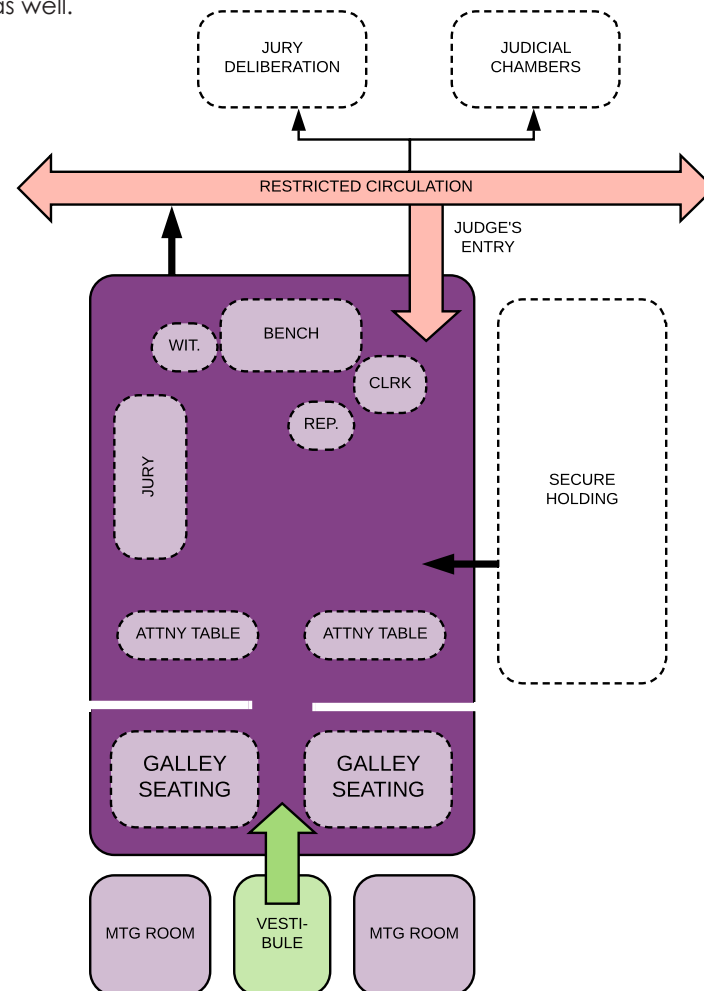 as well.
JURY
DELIBERATION
JUDICIAL
CHAMBERS
RESTRICTED CIRCULATION
JUDGE'S
ENTRY
BENCH
WIT.
CLRK
REP.
JURY
SECURE
HOLDING
ATTNY TABLE
ATTNY TABLE
GALLEY
SEATING
GALLEY
SEATING
MTG ROOM
VESTI-
BULE
MTG ROOM